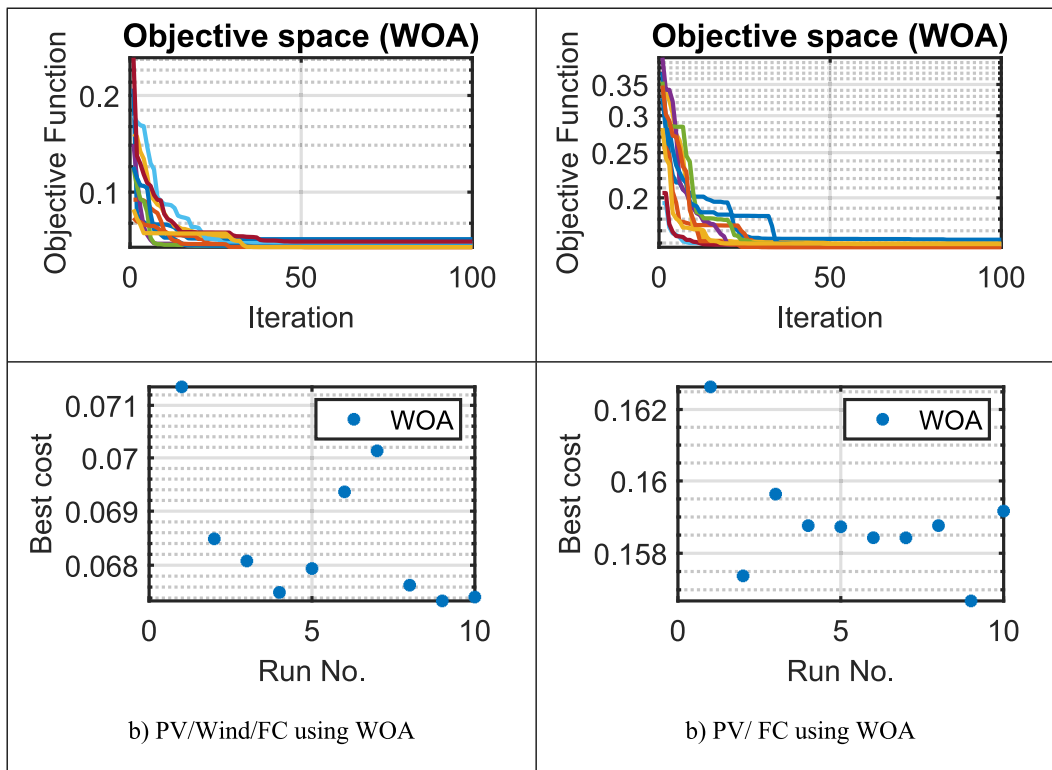 Objective space (WOA)
Objective Function
0.2
0.1
0
50
100
Iteration
Objective space (WOA)
Objective Function
0.35
0.3
0.25
0.2
0
50
100
Iteration
Best cost
0.071
0.07
0.069
0.068
WOA
0
5
10
Run No.
b) PV/Wind/FC using WOA
Best cost
0.162
0.16
0.158
WOA
0
5
10
Run No.
b) PV/ FC using WOA